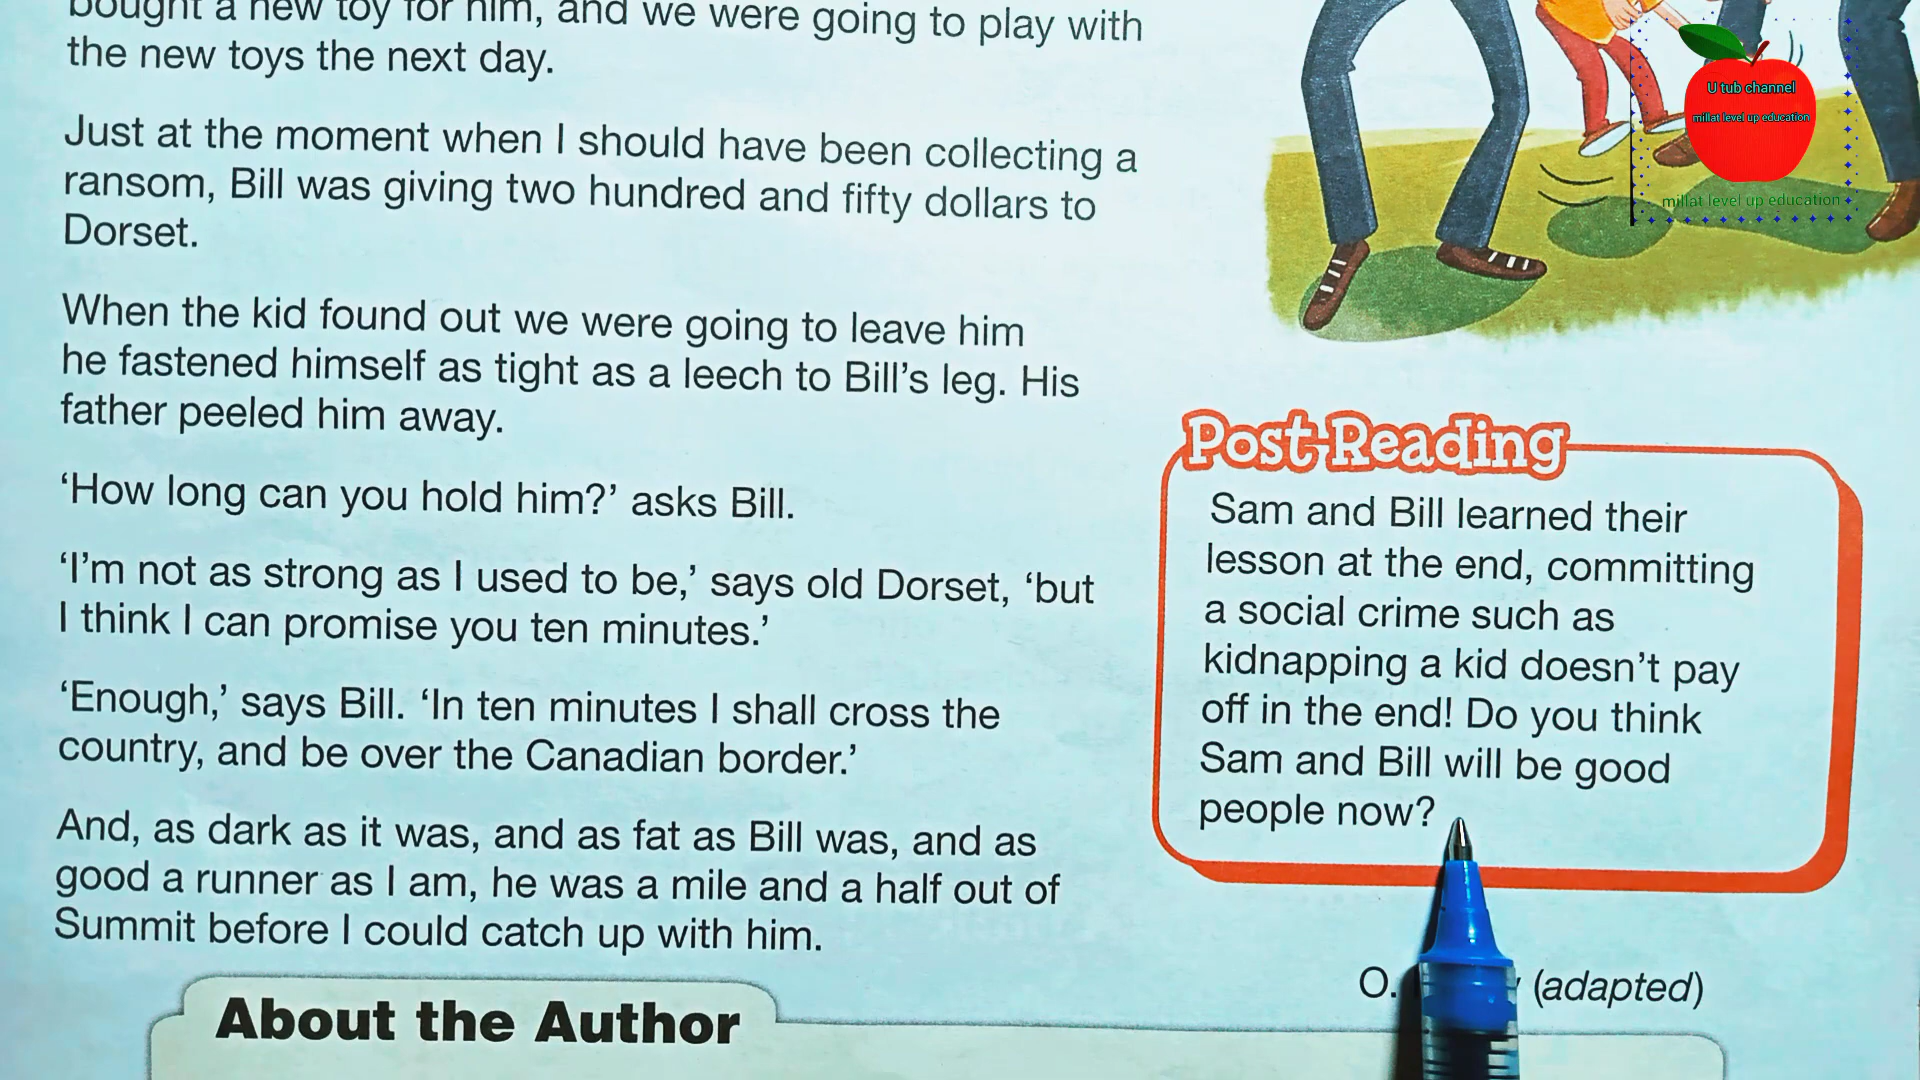 bought a new toy for him, and we were going to play with
the new toys the next day.
Just at the moment when I should have been collecting a
ransom, Bill was giving two hundred and fifty dollars to
Dorset.
When the kid found out we were going to leave him
he fastened himself as tight as a leech to Bill's leg. His
father peeled him away.
'How long can you hold him?' asks Bill.
'I'm not as strong as I used to be,' says old Dorset, 'but
I think I can promise you ten minutes.'
'Enough,' says Bill. 'In ten minutes I shall cross the
country, and be over the Canadian border.'
And, as dark as it was, and as fat as Bill was, and as
good a runner as I am, he was a mile and a half out of
Summit before I could catch up with him.
About the Author
U tub channel
millat level up education
millat level up education
Post-Reading
Sam and Bill learned their
lesson at the end, committing
a social crime such as
kidnapping a kid doesn't pay
off in the end! Do you think
Sam and Bill will be good
people now?
O. (adapted)